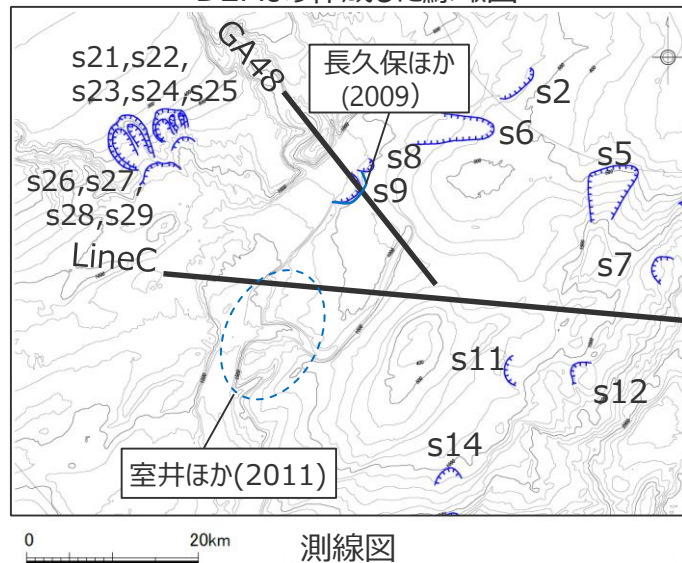 GA48
長久保ほか
(2009)
s21,s22,
s23,s24,s25
s2
s6
s5
s8
s9
s26,s27,
s28,s29
LineC
s7
s11
s12
s14
室井ほか(2011)
0 20km
測線図